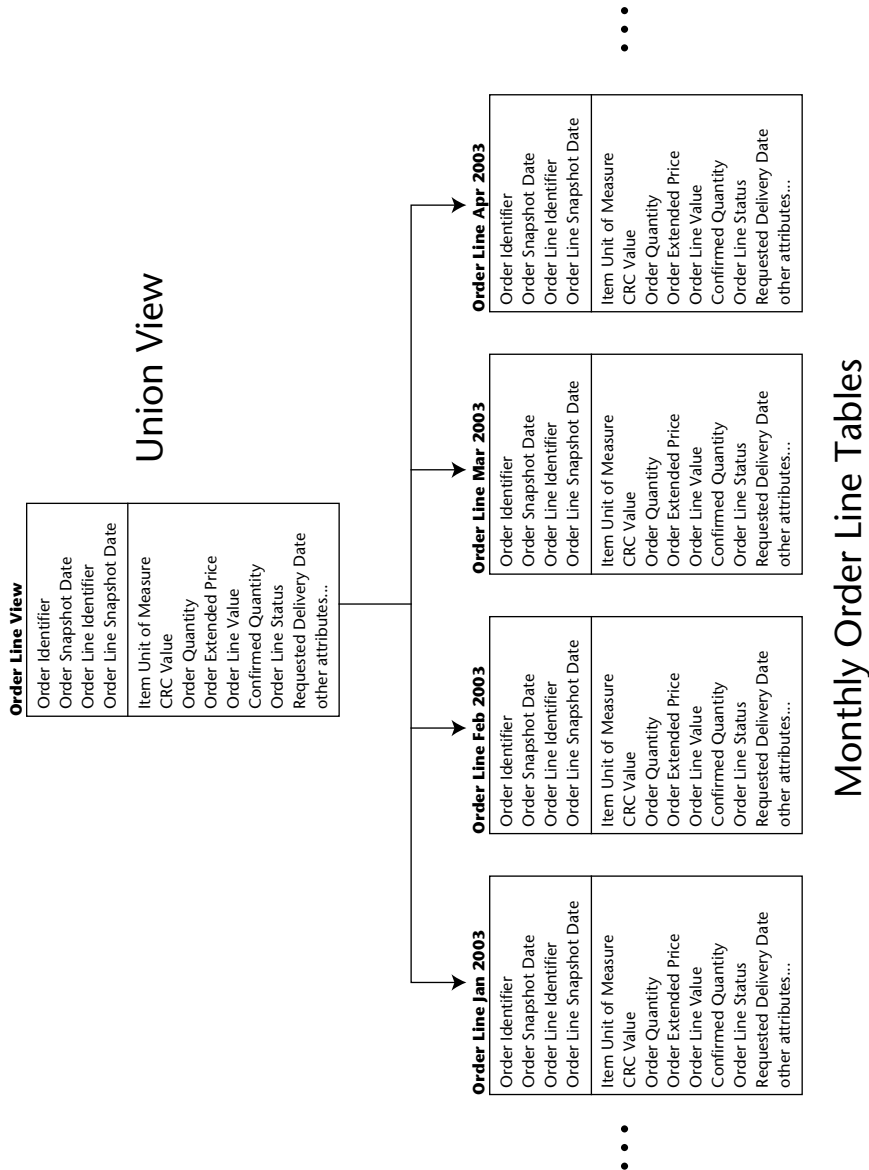 Order Line View
Order Identifier
Order Snapshot Date
Order Line Identifier
Order Line Snapshot Date
Item Unit of Measure
CRC Value
Order Quantity
Order Extended Price
Order Line Value
Confirmed Quantity
Order Line Status
Requested Delivery Date
other attributes...
Union View
Order Line Jan 2003
Order Identifier
Order Snapshot Date
Order Line Identifier
Order Line Snapshot Date
Item Unit of Measure
CRC Value
Order Quantity
Order Extended Price
Order Line Value
Confirmed Quantity
Order Line Status
Requested Delivery Date
other attributes...
Order Line Feb 2003
Order Identifier
Order Snapshot Date
Order Line Identifier
Order Line Snapshot Date
Item Unit of Measure
CRC Value
Order Quantity
Order Extended Price
Order Line Value
Confirmed Quantity
Order Line Status
Requested Delivery Date
other attributes...
Order Line Mar 2003
Order Identifier
Order Snapshot Date
Order Line Identifier
Order Line Snapshot Date
Item Unit of Measure
CRC Value
Order Quantity
Order Extended Price
Order Line Value
Confirmed Quantity
Order Line Status
Requested Delivery Date
other attributes...
Order Line Apr 2003
Order Identifier
Order Snapshot Date
Order Line Identifier
Order Line Snapshot Date
Item Unit of Measure
CRC Value
Order Quantity
Order Extended Price
Order Line Value
Confirmed Quantity
Order Line Status
Requested Delivery Date
other attributes...
Monthly Order Line Tables